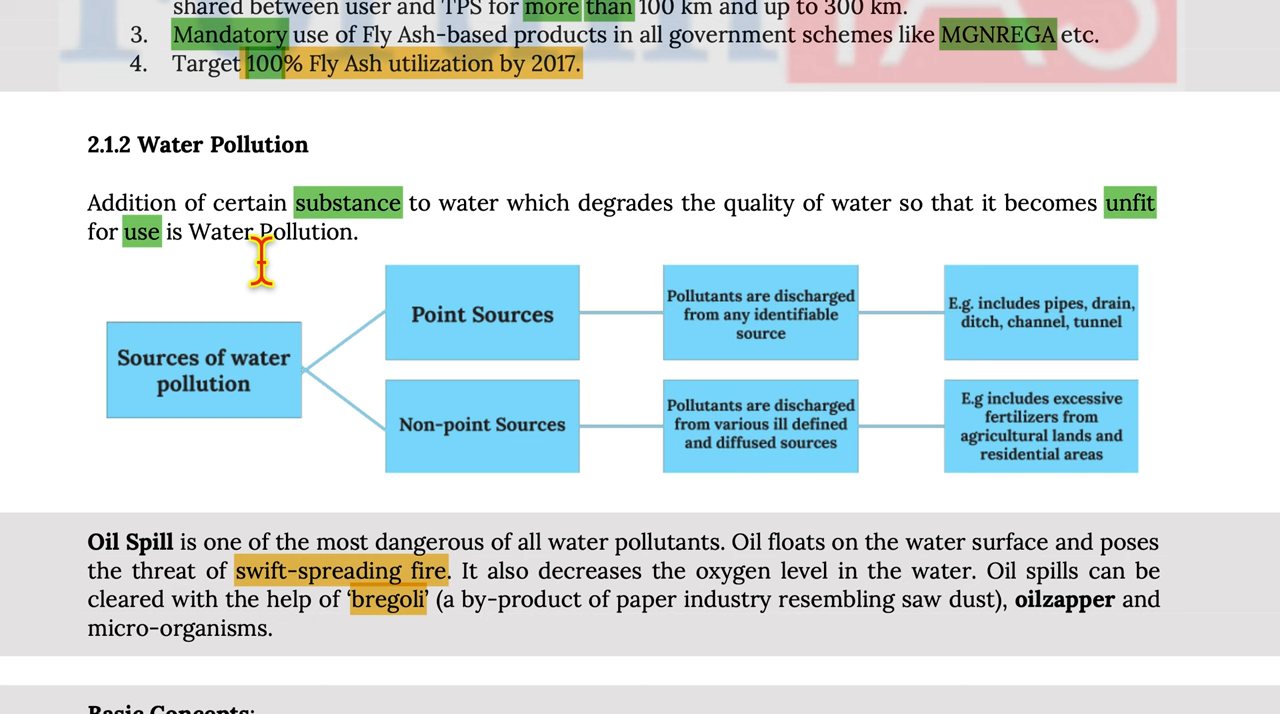 shared between user and TPS for more than 100 km and up to 300 km.
3. Mandatory use of Fly Ash-based products in all government schemes like MGNREGA etc.
4. Target 100% Fly Ash utilization by 2017.
2.1.2 Water Pollution
Addition of certain substance to water which degrades the quality of water so that it becomes unfit
for use is Water Pollution.
Sources of water
pollution
Point Sources
Pollutants are discharged
from any identifiable
source
E.g. includes pipes, drain,
ditch, channel, tunnel
Non-point Sources
Pollutants are discharged
from various ill defined
and diffused sources
E.g includes excessive
fertilizers from
agricultural lands and
residential areas
Oil Spill is one of the most dangerous of all water pollutants. Oil floats on the water surface and poses
the threat of swift-spreading fire. It also decreases the oxygen level in the water. Oil spills can be
cleared with the help of ‘bregoli’ (a by-product of paper industry resembling saw dust), oilzapper and
micro-organisms.
Basic Concepts: